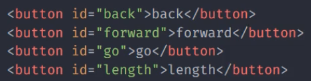 <button id="back">back</button>
<button id="forward">forward</button>
<button id="go">go</button>
<button id="length">length</button>